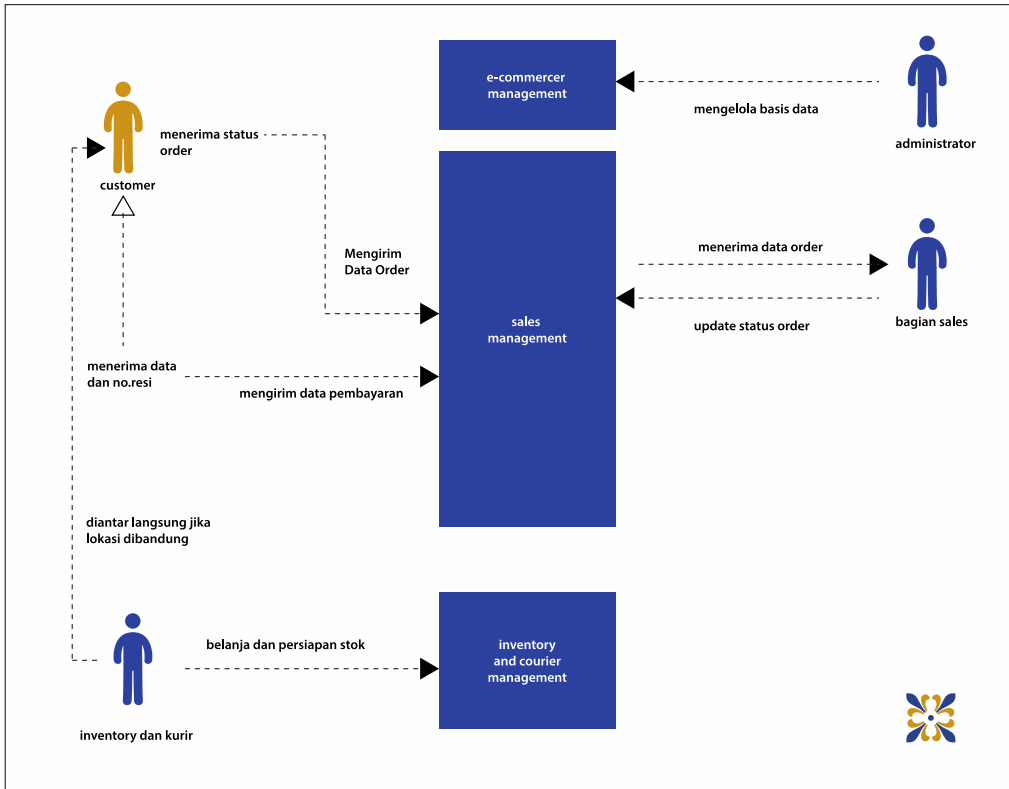 e-commercer
management
mengelola basis data
administrator
menerima status
order
customer
Mengirim
Data Order
menerima data order
sales
management
update status order
bagian sales
menerima data
dan no.resi
mengirim data pembayaran
diantar langsung jika
lokasi dibandung
belanja dan persiapan stok
inventory
and courier
management
inventory dan kurir